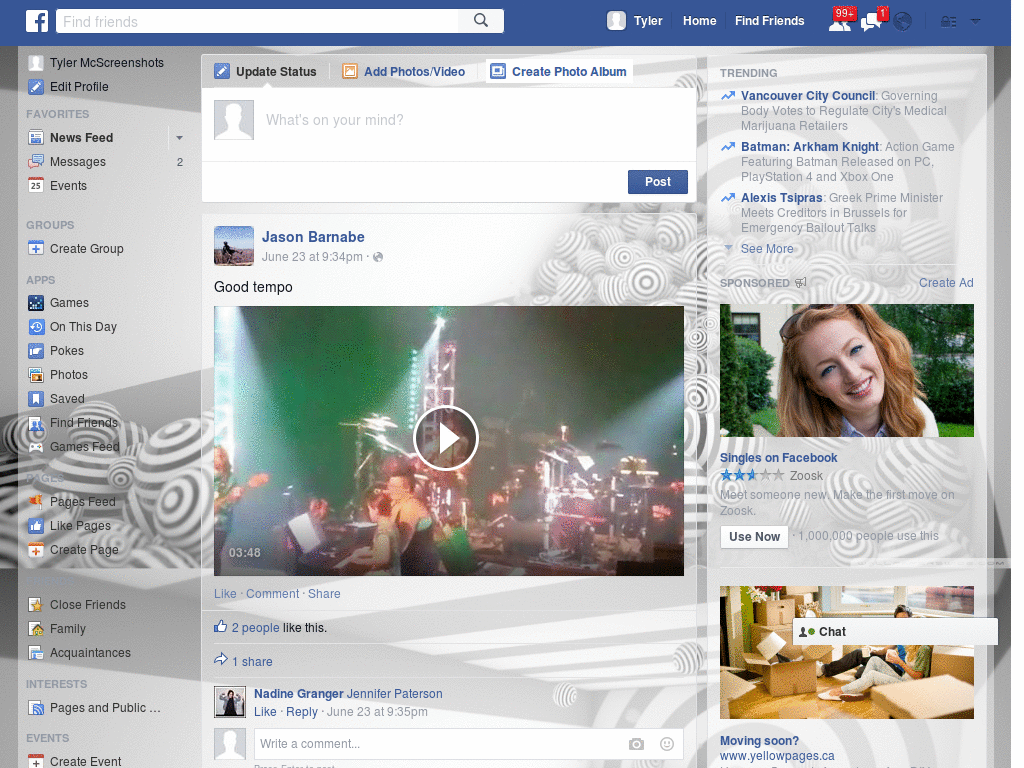 f Find friends
Tyler Home Find Friends 99+ 1
Tyler McScreenshots
Edit Profile
FAVORITES
News Feed
Messages 2
Events
GROUPS
Create Group
APPS
Games
On This Day
Pokes
Photos
Saved
Find Friends
Games Feed
PAGES
Pages Feed
Like Pages
Create Page
Close Friends
Family
Acquaintances
INTERESTS
Pages and Public ...
EVENTS
Create Event
Update Status Add Photos/Video Create Photo Album
What's on your mind?
Post
Jason Barnabe
June 23 at 9:34pm ·
Good tempo
03:48
Like · Comment · Share
2 people like this.
1 share
Nadine Granger Jennifer Paterson
Like · Reply · June 23 at 9:35pm
Write a comment...
TRENDING
Vancouver City Council: Governing
Body Votes to Regulate City's Medical
Marijuana Retailers
Batman: Arkham Knight: Action Game
Featuring Batman Released on PC,
PlayStation 4 and Xbox One
Alexis Tsipras: Greek Prime Minister
Meets Creditors in Brussels for
Emergency Bailout Talks
See More
SPONSORED Create Ad
Singles on Facebook
Zoosk
Meet someone new. Make the first move on
Zoosk.
Use Now · 1,000,000 people use this
Chat
Moving soon?
www.yellowpages.ca